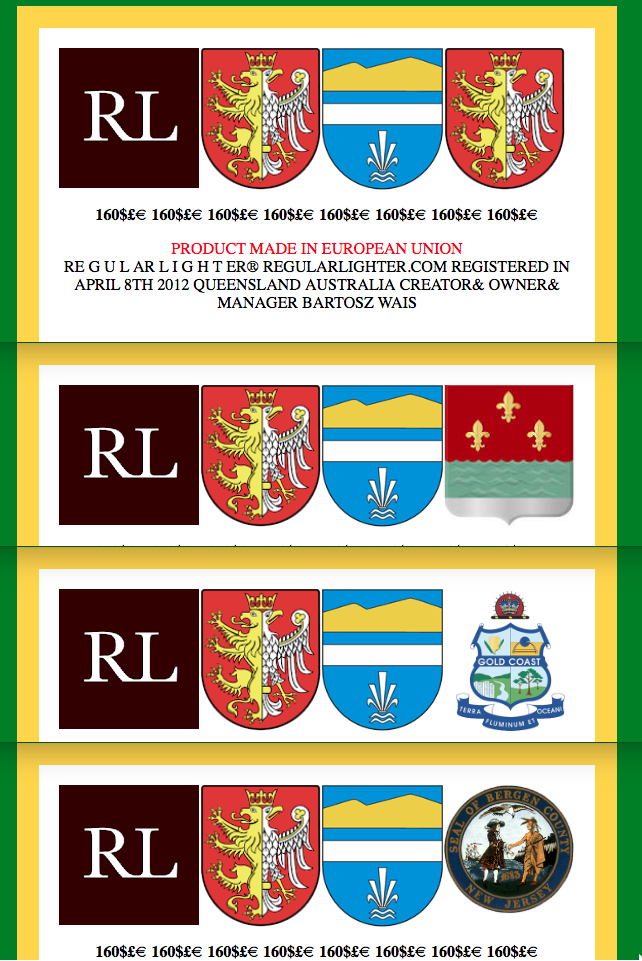 RL
160$£€ 160$£€ 160$£€ 160$£€ 160$£€ 160$£€ 160$£€ 160$£€
PRODUCT MADE IN EUROPEAN UNION
RE G U L AR L I G H T ER® REGULARLIGHTER.COM REGISTERED IN
APRIL 8TH 2012 QUEENSLAND AUSTRALIA CREATOR& OWNER&
MANAGER BARTOSZ WAIS
RL
RL
GOLD COAST
TERRA FLUMINUM ET OCEANI
RL
SEAL OF BERGEN COUNTY
1683
NEW JERSEY
160$£€ 160$£€ 160$£€ 160$£€ 160$£€ 160$£€ 160$£€ 160$£€